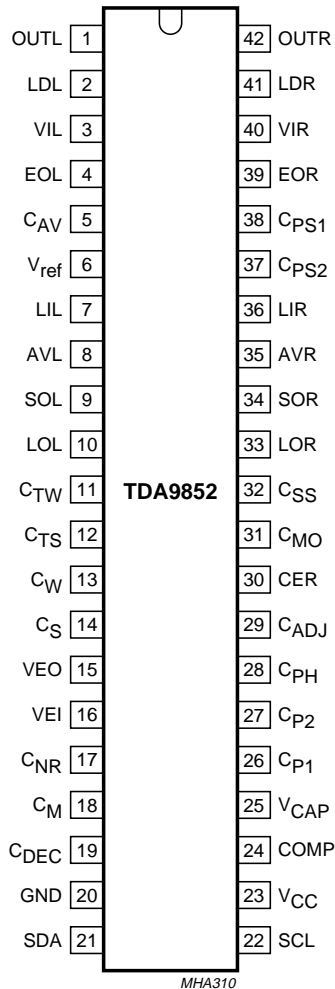 OUTL 1 42 OUTR
LDL 2 41 LDR
VIL 3 40 VIR
EOL 4 39 EOR
CAV 5 38 CPS1
Vref 6 37 CPS2
LIL 7 36 LIR
AVL 8 35 AVR
SOL 9 34 SOR
LOL 10 33 LOR
CTW 11 TDA9852 32 CSS
CTS 12 31 CMO
CW 13 30 CER
CS 14 29 CADJ
VEO 15 28 CPH
VEI 16 27 CP2
CNR 17 26 CP1
CM 18 25 VCAP
CDEC 19 24 COMP
GND 20 23 VCC
SDA 21 22 SCL
MHA310